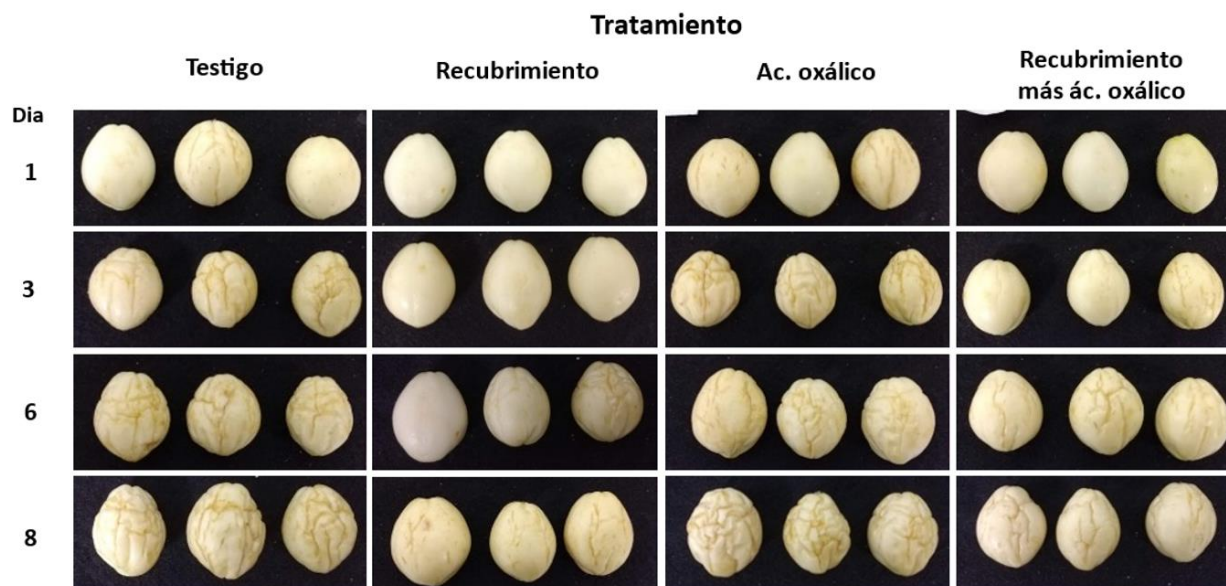 Tratamiento
Testigo
Recubrimiento
Ac. oxálico
Recubrimiento
más ác. oxálico
Dia
1
3
6
8